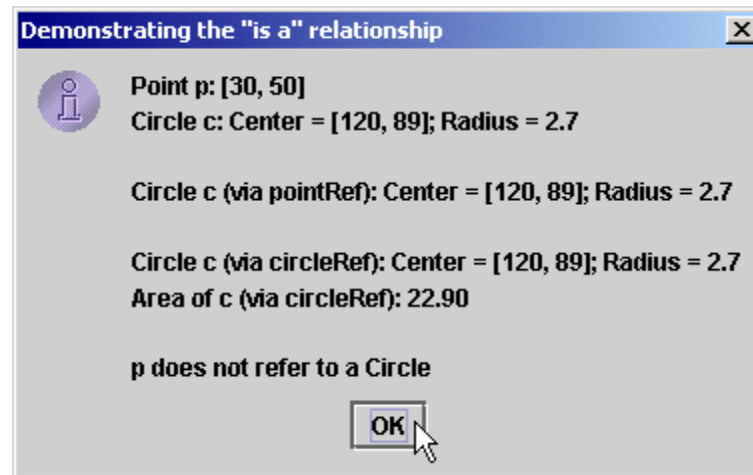 Demonstrating the "is a" relationship
Point p: [30, 50]
Circle c: Center = [120, 89]; Radius = 2.7
Circle c (via pointRef): Center = [120, 89]; Radius = 2.7
Circle c (via circleRef): Center = [120, 89]; Radius = 2.7
Area of c (via circleRef): 22.90
p does not refer to a Circle
OK